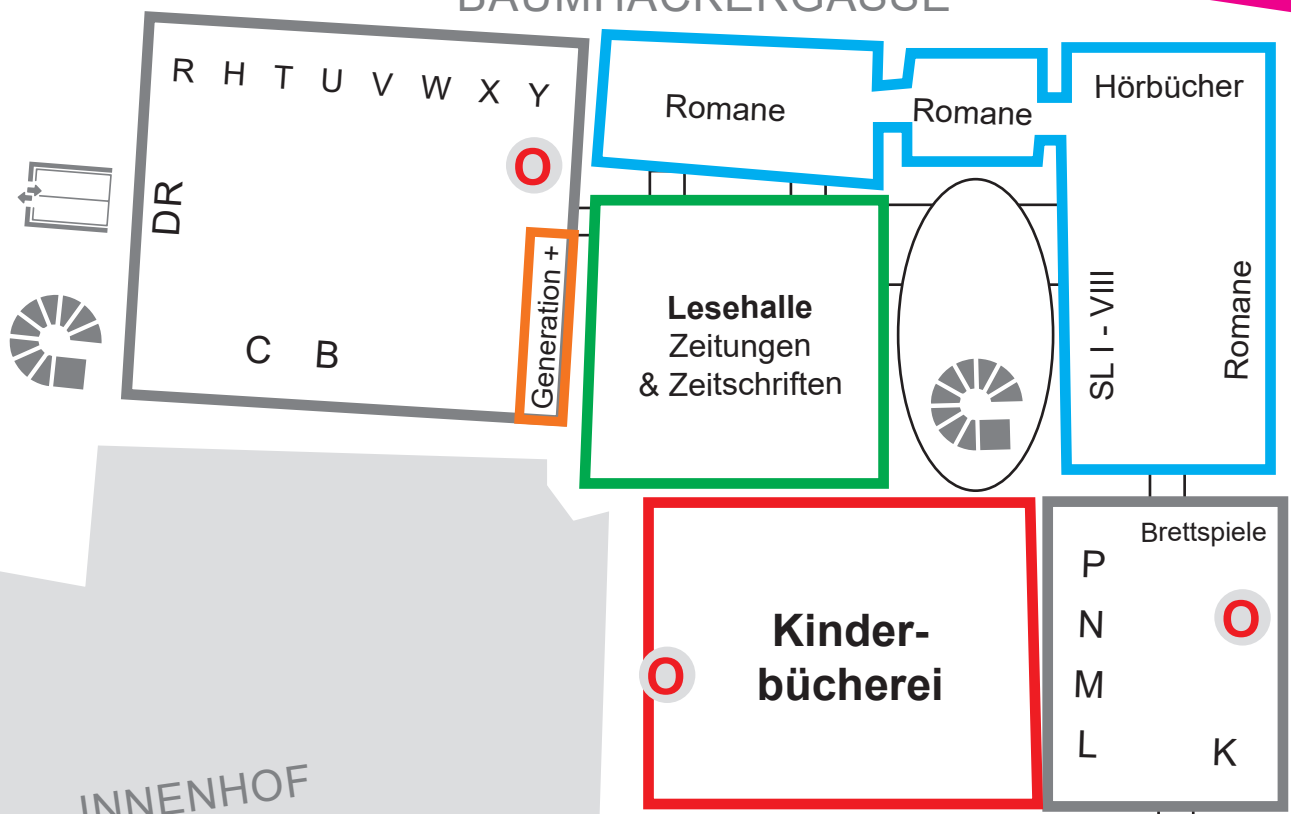 BAUMHACKERGASSE
R H T U V W X Y
O
DR
C B
Generation +
Romane
Romane
Hörbücher
SL I - VIII
Romane
Lesehalle
Zeitungen
& Zeitschriften
Kinder-
bücherei
O
Brettspiele
P
N
M
L
K
O
INNENHOF